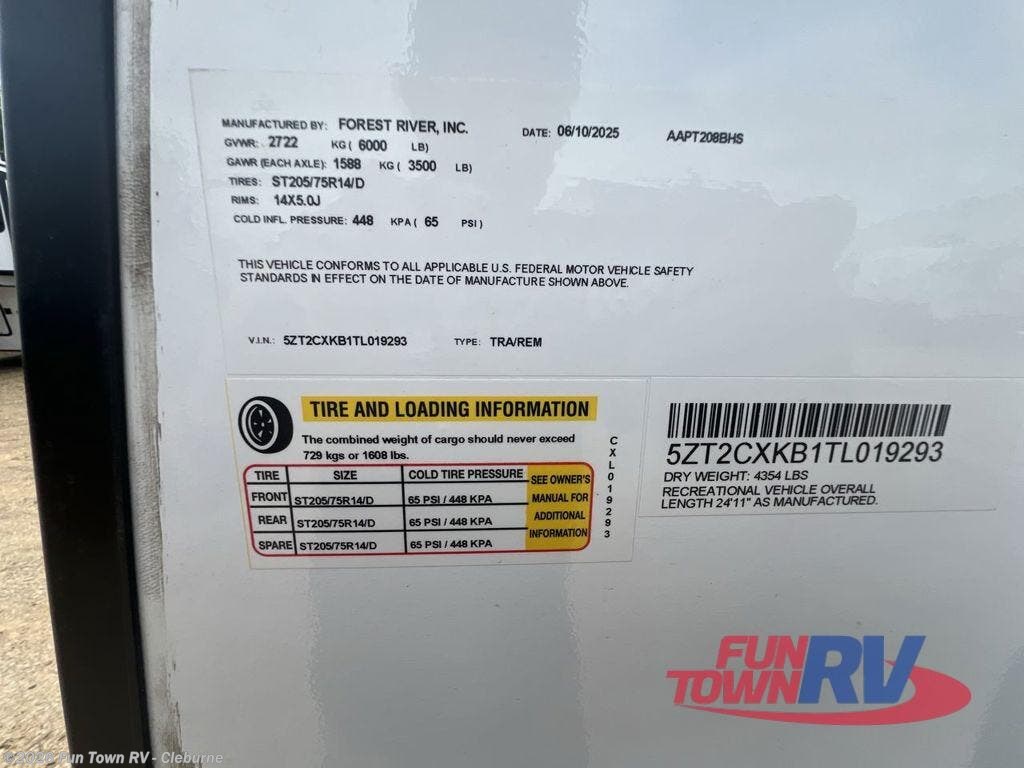 MANUFACTURED BY: FOREST RIVER, INC. DATE: 06/10/2025 AAPT208BHS
GVWR: 2722 KG ( 6000 LB)
GAWR (EACH AXLE): 1588 KG ( 3500 LB)
TIRES: ST205/75R14/D
RIMS: 14X5.0J
COLD INFL. PRESSURE: 448 KPA ( 65 PSI )
THIS VEHICLE CONFORMS TO ALL APPLICABLE U.S. FEDERAL MOTOR VEHICLE SAFETY
STANDARDS IN EFFECT ON THE DATE OF MANUFACTURE SHOWN ABOVE.
V.I.N.: 5ZT2CXKB1TL019293 TYPE: TRA/REM
TIRE AND LOADING INFORMATION
The combined weight of cargo should never exceed
729 kgs or 1608 lbs.
TIRE SIZE COLD TIRE PRESSURE
FRONT ST205/75R14/D 65 PSI / 448 KPA
REAR ST205/75R14/D 65 PSI / 448 KPA
SPARE ST205/75R14/D 65 PSI / 448 KPA
SEE OWNER'S
MANUAL FOR
ADDITIONAL
INFORMATION
CXL019293
5ZT2CXKB1TL019293
DRY WEIGHT: 4354 LBS
RECREATIONAL VEHICLE OVERALL
LENGTH 24'11" AS MANUFACTURED.
FUN
TOWN RV
Fun Town RV - Cleburne